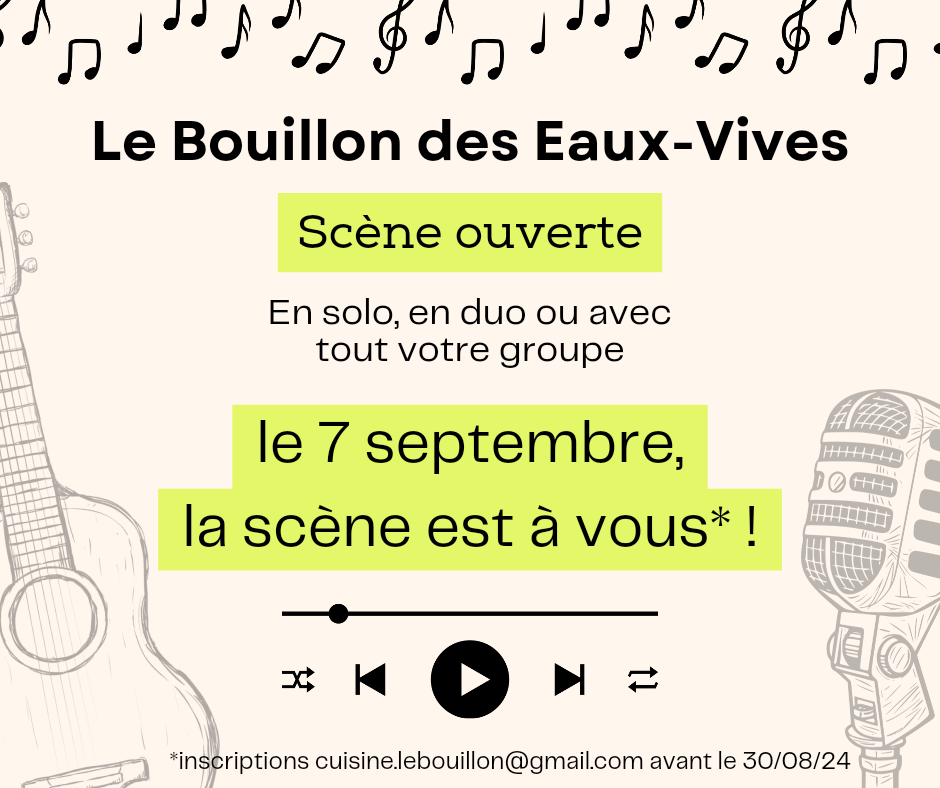 Le Bouillon des Eaux-Vives
Scène ouverte
En solo, en duo ou avec
tout votre groupe
le 7 septembre,
la scène est à vous* !
*inscriptions cuisine.lebouillon@gmail.com avant le 30/08/24